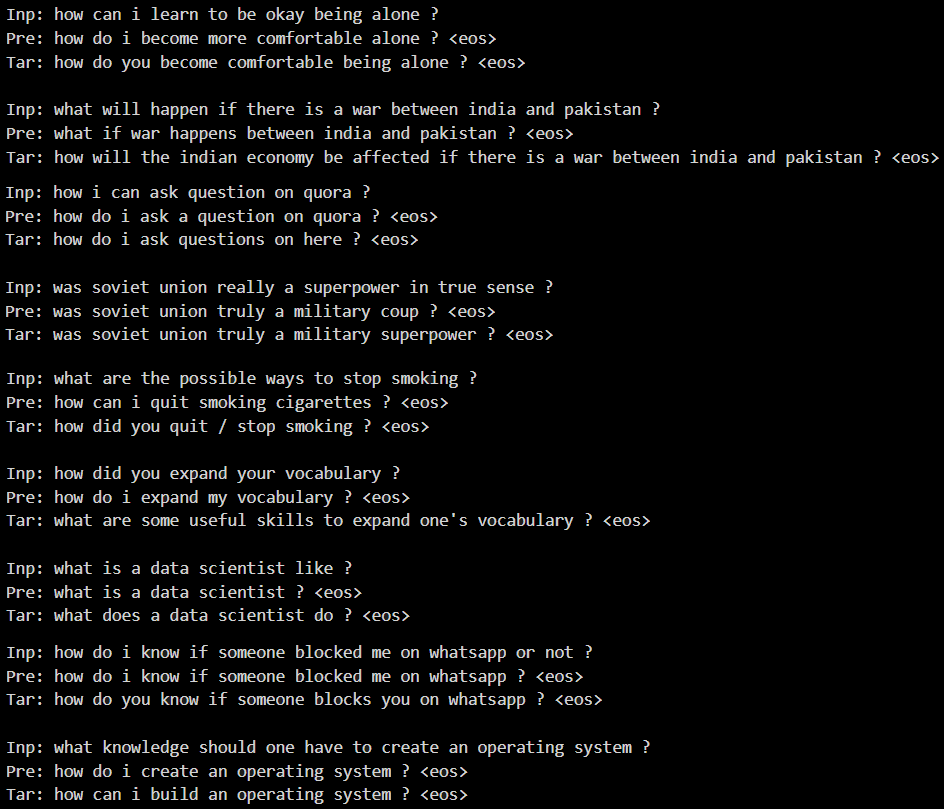 Inp: how can i learn to be okay being alone ?
Pre: how do i become more comfortable alone ? <eos>
Tar: how do you become comfortable being alone ? <eos>
Inp: what will happen if there is a war between india and pakistan ?
Pre: what if war happens between india and pakistan ? <eos>
Tar: how will the indian economy be affected if there is a war between india and pakistan ? <eos>
Inp: how i can ask question on quora ?
Pre: how do i ask a question on quora ? <eos>
Tar: how do i ask questions on here ? <eos>
Inp: was soviet union really a superpower in true sense ?
Pre: was soviet union truly a military coup ? <eos>
Tar: was soviet union truly a military superpower ? <eos>
Inp: what are the possible ways to stop smoking ?
Pre: how can i quit smoking cigarettes ? <eos>
Tar: how did you quit / stop smoking ? <eos>
Inp: how did you expand your vocabulary ?
Pre: how do i expand my vocabulary ? <eos>
Tar: what are some useful skills to expand one's vocabulary ? <eos>
Inp: what is a data scientist like ?
Pre: what is a data scientist ? <eos>
Tar: what does a data scientist do ? <eos>
Inp: how do i know if someone blocked me on whatsapp or not ?
Pre: how do i know if someone blocked me on whatsapp ? <eos>
Tar: how do you know if someone blocks you on whatsapp ? <eos>
Inp: what knowledge should one have to create an operating system ?
Pre: how do i create an operating system ? <eos>
Tar: how can i build an operating system ? <eos>